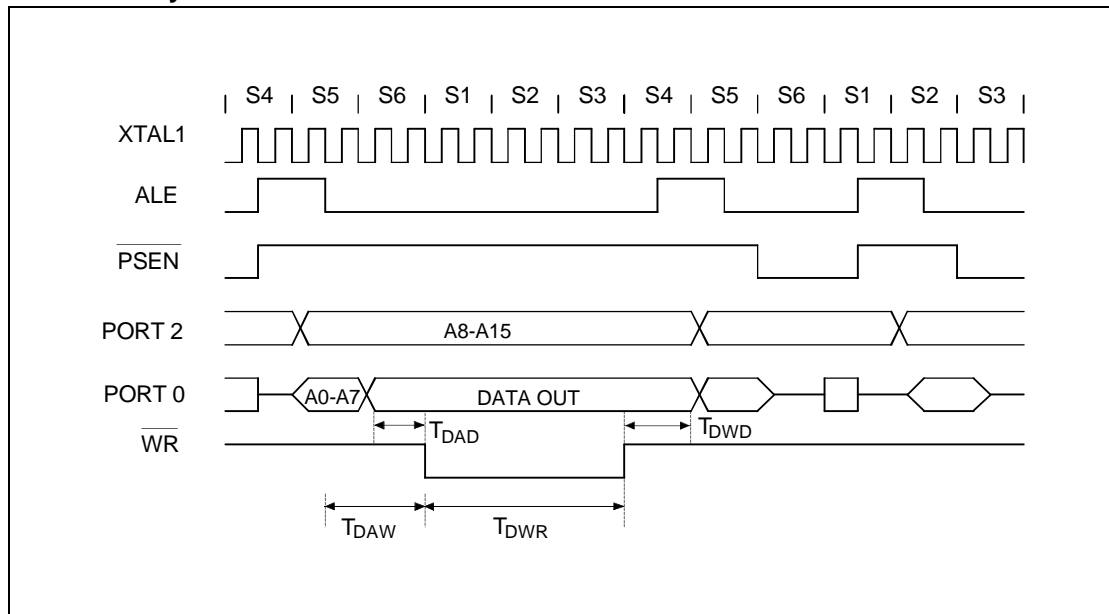 S4 S5 S6 S1 S2 S3 S4 S5 S6 S1 S2 S3
XTAL1
ALE
PSEN
PORT 2
A8-A15
PORT 0
A0-A7
DATA OUT
TDAD
TDWD
WR
TDAW
TDWR